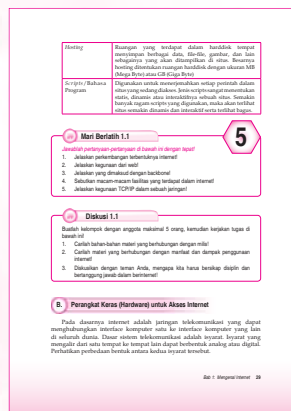 Hosting
Ruangan yang terdapat dalam harddisk tempat
menyimpan berbagai data, file-file, gambar, dan lain
sebagainya yang akan ditampilkan di situs. Besarnya
hosting ditentukan ruangan harddisk dengan ukuran MB
(Mega Byte) atau GB (Giga Byte)
Scripts/Bahasa
Program
Digunakan untuk menerjemahkan setiap perintah dalam
situs yang sedang diakses. Jenis scripts sangat menentukan
statis, dinamis atau interaktifnya sebuah situs. Semakin
banyak ragam scripts yang digunakan, maka akan terlihat
situs semakin dinamis dan interaktif serta terlihat bagus.
Mari Berlatih 1.1
5
Jawablah pertanyaan-pertanyaan di bawah ini dengan tepat!
1. Jelaskan perkembangan terbentuknya internet!
2. Jelaskan kegunaan dari web!
3. Jelaskan yang dimaksud dengan backbone!
4. Sebutkan macam-macam fasilitas yang terdapat dalam internet!
5. Jelaskan kegunaan TCP/IP dalam sebuah jaringan!
Diskusi 1.1
Buatlah kelompok dengan anggota maksimal 5 orang, kemudian kerjakan tugas di
bawah ini!
1. Carilah bahan-bahan materi yang berhubungan dengan milis!
2. Carilah materi yang berhubungan dengan manfaat dan dampak penggunaan
internet!
3. Diskusikan dengan teman Anda, mengapa kita harus bersikap disiplin dan
bertanggung jawab dalam berinternet!
B. Perangkat Keras (Hardware) untuk Akses Internet
Pada dasarnya internet adalah jaringan telekomunikasi yang dapat
menghubungkan interface komputer satu ke interface komputer yang lain
di seluruh dunia. Dasar sistem telekomunikasi adalah isyarat. Isyarat yang
mengalir dari satu tempat ke tempat lain dapat berbentuk analog atau digital.
Perhatikan perbedaan bentuk antara kedua isyarat tersebut.
Bab 1: Mengenal Internet 29